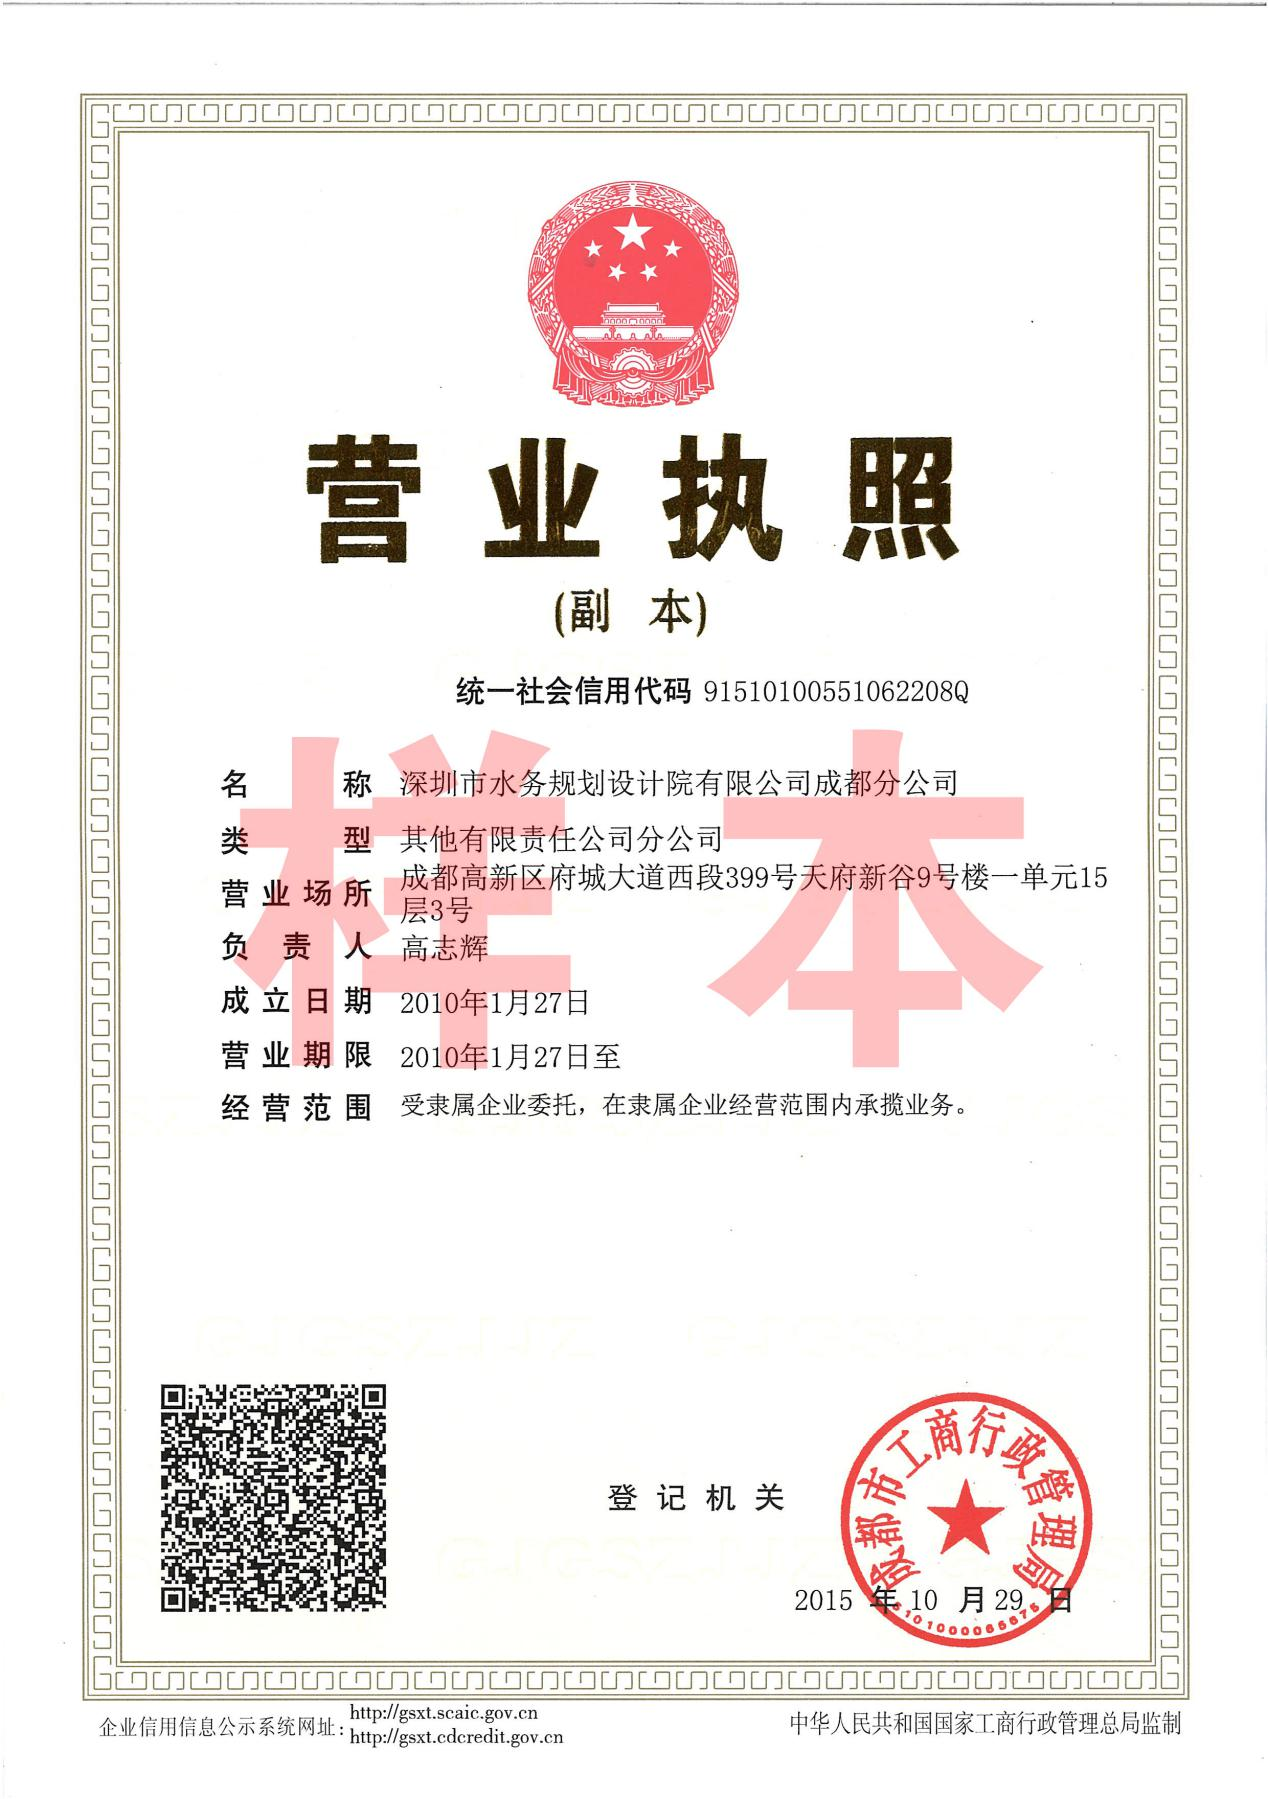 营业执照
(副 本)
统一社会信用代码 91510100551062208Q
名 称 深圳市水务规划设计院有限公司成都分公司
类 型 其他有限责任公司分公司
营业场所 成都高新区府城大道西段399号天府新谷9号楼一单元15
层3号
负责人 高志辉
成立日期 2010年1月27日
营业期限 2010年1月27日至
经营范围 受隶属企业委托，在隶属企业经营范围内承揽业务。
样本
登记机关
成都市工商行政管理局
5101000065675
2015 年 10 月 29 日
企业信用信息公示系统网址：
http://gsxt.scaic.gov.cn
http://gsxt.cdcredit.gov.cn
中华人民共和国国家工商行政管理总局监制